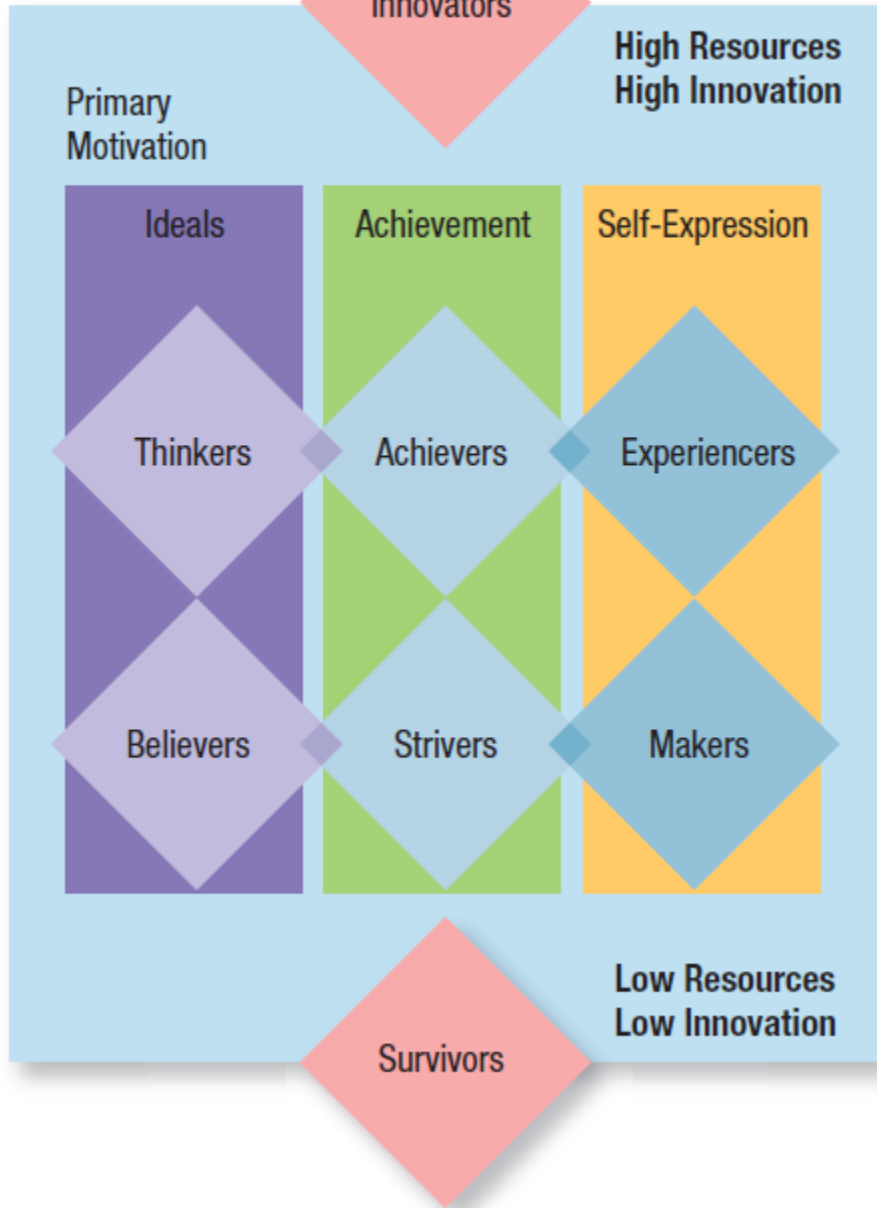 Innovators
High Resources
High Innovation
Primary
Motivation
Ideals
Achievement
Self-Expression
Thinkers
Achievers
Experiencers
Believers
Strivers
Makers
Low Resources
Low Innovation
Survivors